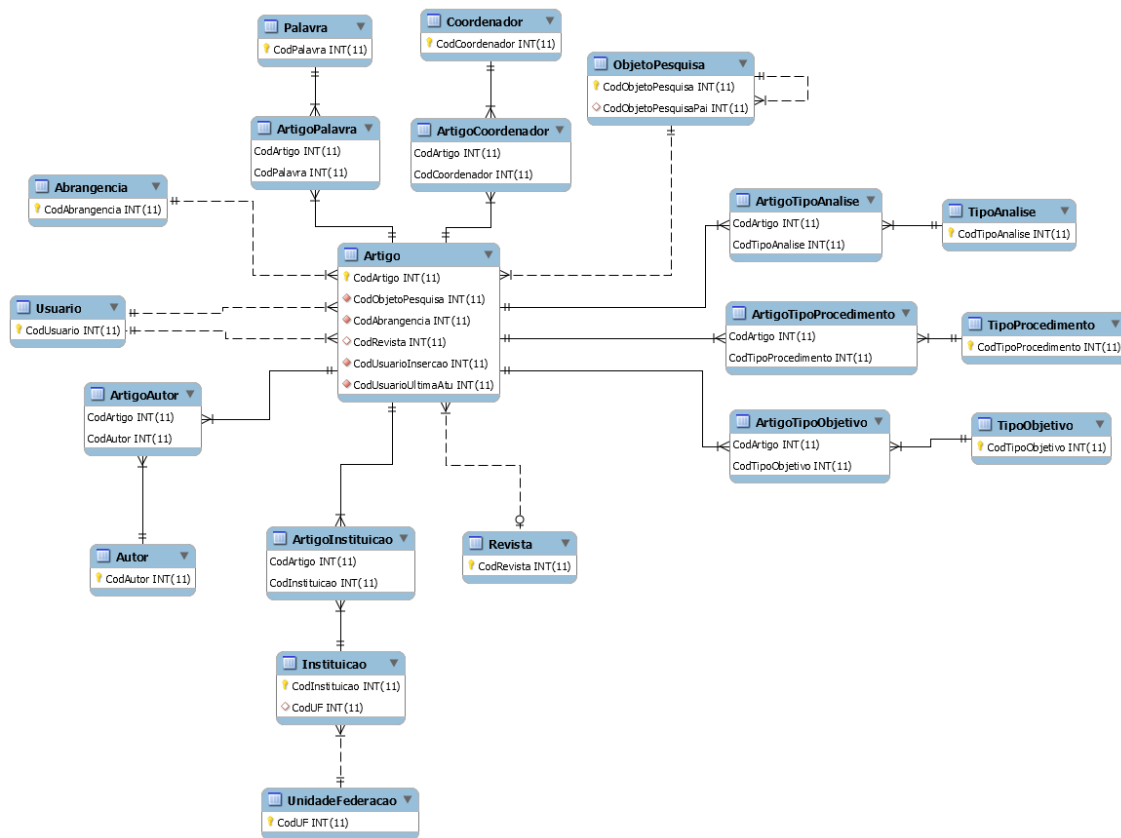 Palavra
CodPalavra INT(11)
Coordenador
CodCoordenador INT(11)
ObjetoPesquisa
CodObjetoPesquisa INT(11)
CodObjetoPesquisaPai INT(11)
ArtigoPalavra
CodArtigo INT(11)
CodPalavra INT(11)
ArtigoCoordenador
CodArtigo INT(11)
CodCoordenador INT(11)
Abrangencia
CodAbrangencia INT(11)
ArtigoTipoAnalise
CodArtigo INT(11)
CodTipoAnalise INT(11)
TipoAnalise
CodTipoAnalise INT(11)
Artigo
CodArtigo INT(11)
CodObjetoPesquisa INT(11)
CodAbrangencia INT(11)
CodRevista INT(11)
CodUsuarioInsercao INT(11)
CodUsuarioUltimaAtu INT(11)
Usuario
CodUsuario INT(11)
ArtigoTipoProcedimento
CodArtigo INT(11)
CodTipoProcedimento INT(11)
TipoProcedimento
CodTipoProcedimento INT(11)
ArtigoAutor
CodArtigo INT(11)
CodAutor INT(11)
ArtigoTipoObjetivo
CodArtigo INT(11)
CodTipoObjetivo INT(11)
TipoObjetivo
CodTipoObjetivo INT(11)
Autor
CodAutor INT(11)
ArtigoInstituicao
CodArtigo INT(11)
CodInstituicao INT(11)
Revista
CodRevista INT(11)
Instituicao
CodInstituicao INT(11)
CodUF INT(11)
UnidadeFederacao
CodUF INT(11)